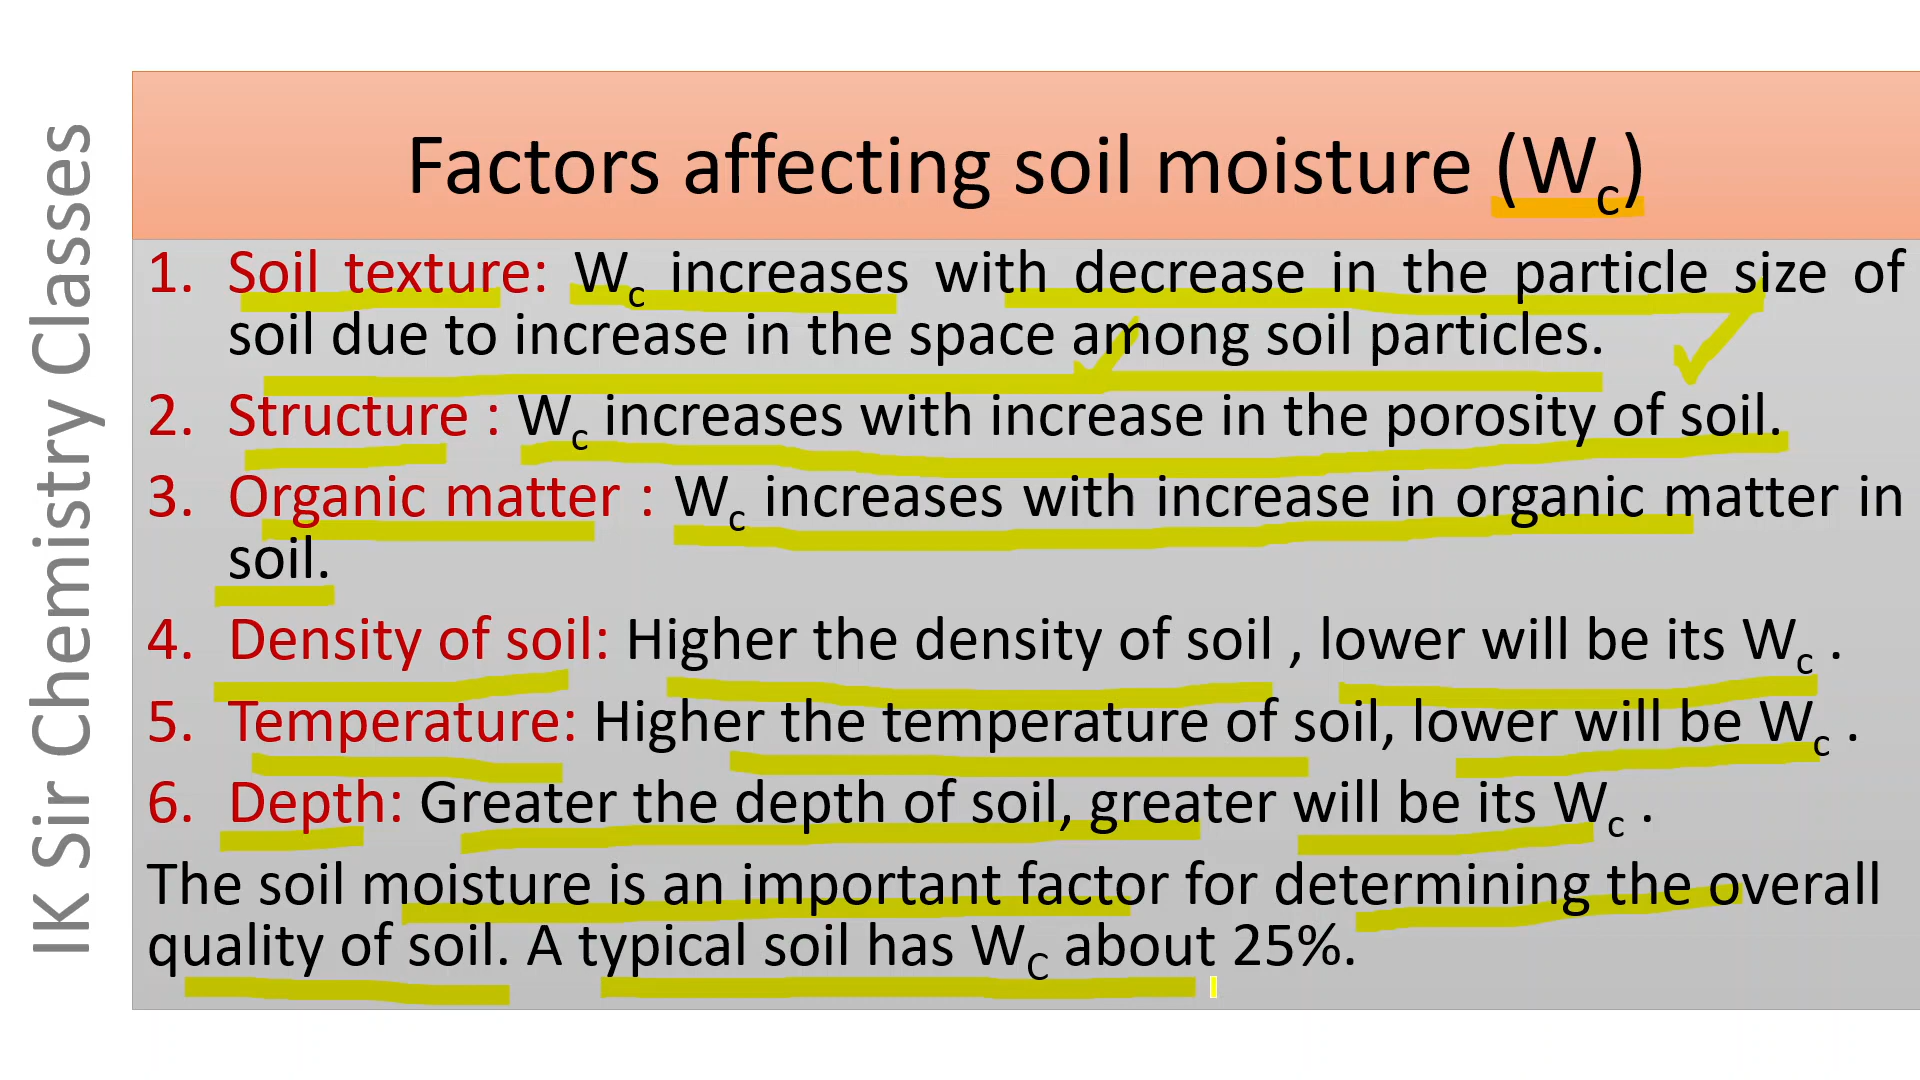 IK Sir Chemistry Classes
Factors affecting soil moisture (Wc)
1. Soil texture: Wc increases with decrease in the particle size of
soil due to increase in the space among soil particles.
2. Structure : Wc increases with increase in the porosity of soil.
3. Organic matter : Wc increases with increase in organic matter in
soil.
4. Density of soil: Higher the density of soil , lower will be its Wc .
5. Temperature: Higher the temperature of soil, lower will be Wc .
6. Depth: Greater the depth of soil, greater will be its Wc .
The soil moisture is an important factor for determining the overall
quality of soil. A typical soil has WC about 25%.